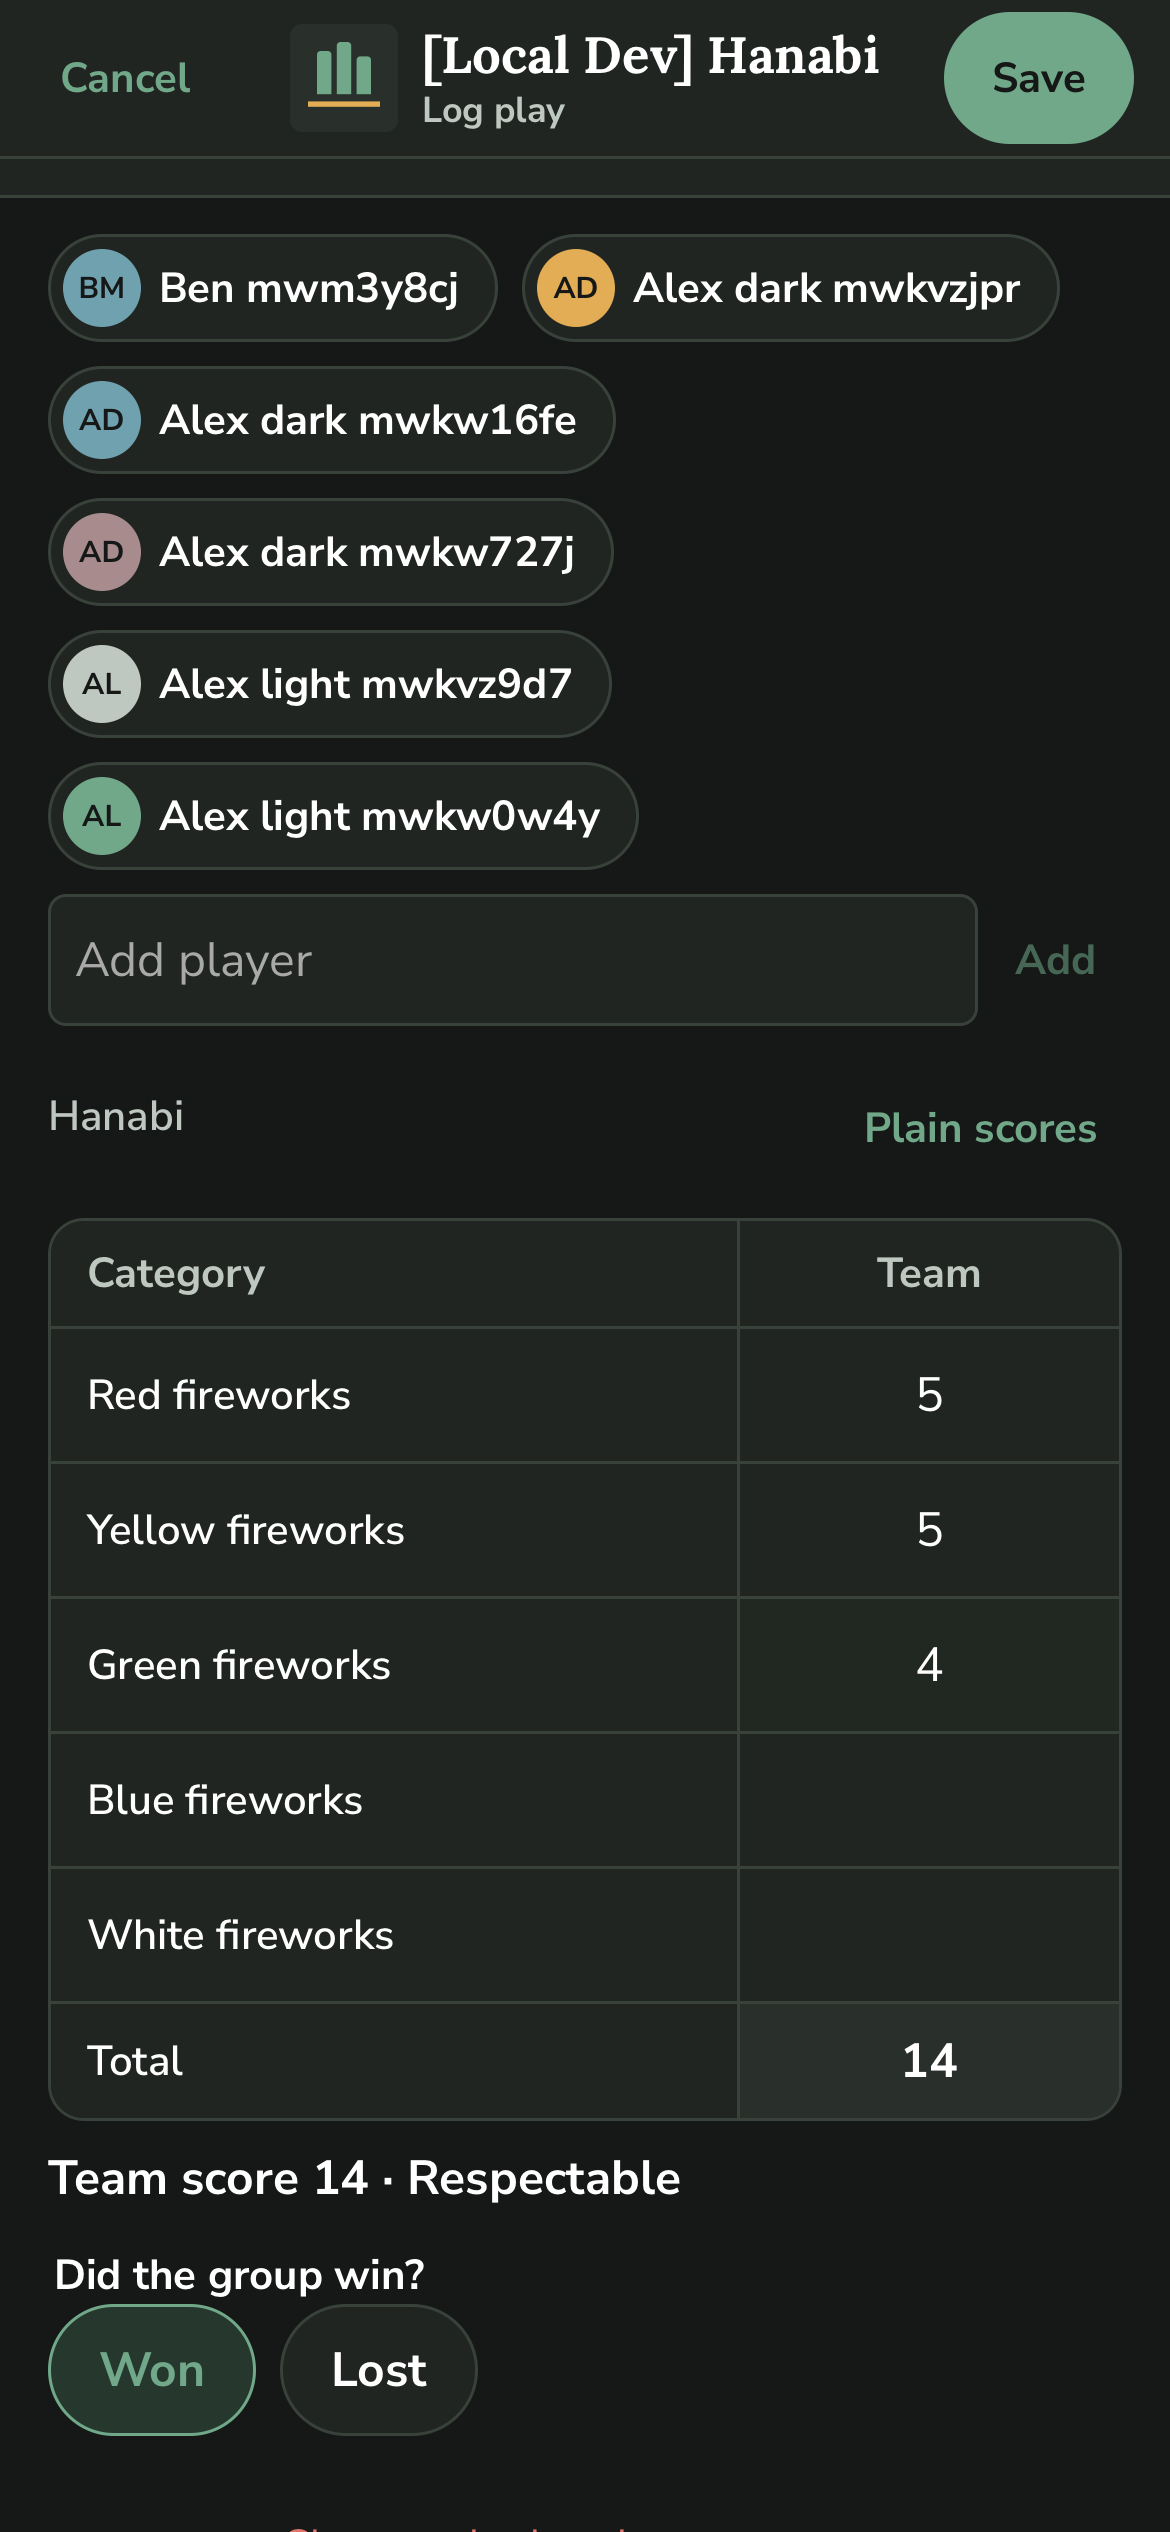 Cancel
[Local Dev] Hanabi
Log play
Save
BM Ben mwm3y8cj
AD Alex dark mwkvzjpr
AD Alex dark mwkw16fe
AD Alex dark mwkw727j
AL Alex light mwkvz9d7
AL Alex light mwkw0w4y
Add player
Add
Hanabi
Plain scores
Category Team
Red fireworks 5
Yellow fireworks 5
Green fireworks 4
Blue fireworks
White fireworks
Total 14
Team score 14 · Respectable
Did the group win?
Won
Lost